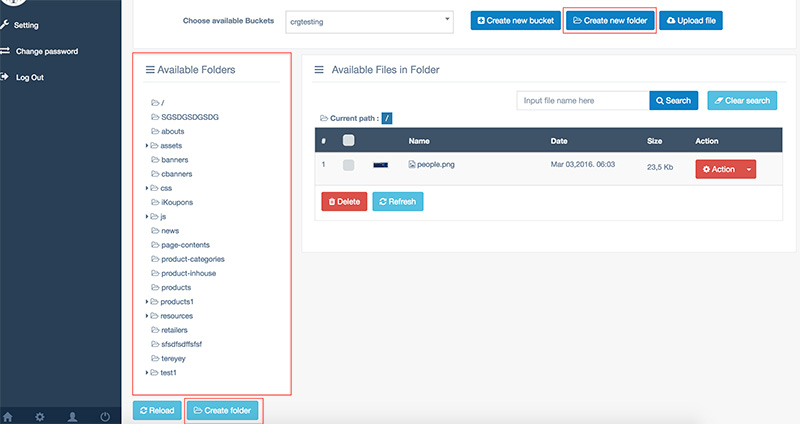 Setting
Change password
Log Out
Choose available Buckets
crgtesting
Create new bucket
Create new folder
Upload file
Available Folders
/
SGSDGSDGSDG
abouts
assets
banners
cbanners
css
iKoupons
js
news
page-contents
product-categories
product-inhouse
products
products1
resources
retailers
sfsdfsdffsfsf
tereyey
test1
Reload
Create folder
Available Files in Folder
Input file name here
Search
Clear search
Current path : /
# Name Date Size Action
1 people.png Mar 03,2016. 06:03 23,5 Kb Action
Delete
Refresh